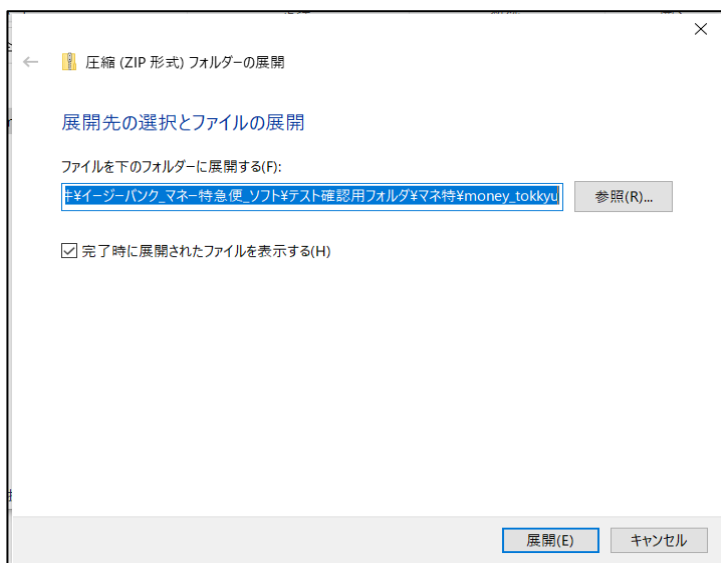 圧縮 (ZIP 形式) フォルダーの展開
展開先の選択とファイルの展開
ファイルを下のフォルダーに展開する(F):
¥イージーバンク_マネー特急便_ソフト¥テスト確認用フォルダ¥マネ特¥money_tokkyu
参照(R)...
完了時に展開されたファイルを表示する(H)
展開(E)
キャンセル